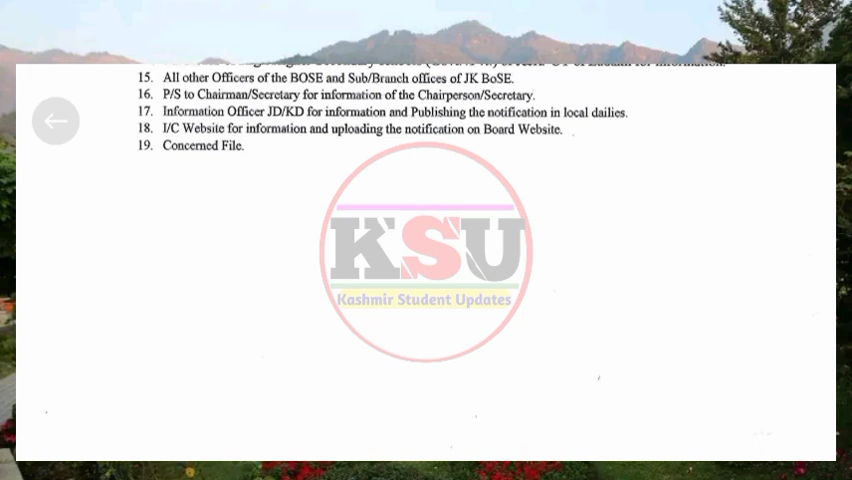 15. All other Officers of the BOSE and Sub/Branch offices of JK BoSE.
16. P/S to Chairman/Secretary for information of the Chairperson/Secretary.
17. Information Officer JD/KD for information and Publishing the notification in local dailies.
18. I/C Website for information and uploading the notification on Board Website.
19. Concerned File.
KSU
Kashmir Student Updates